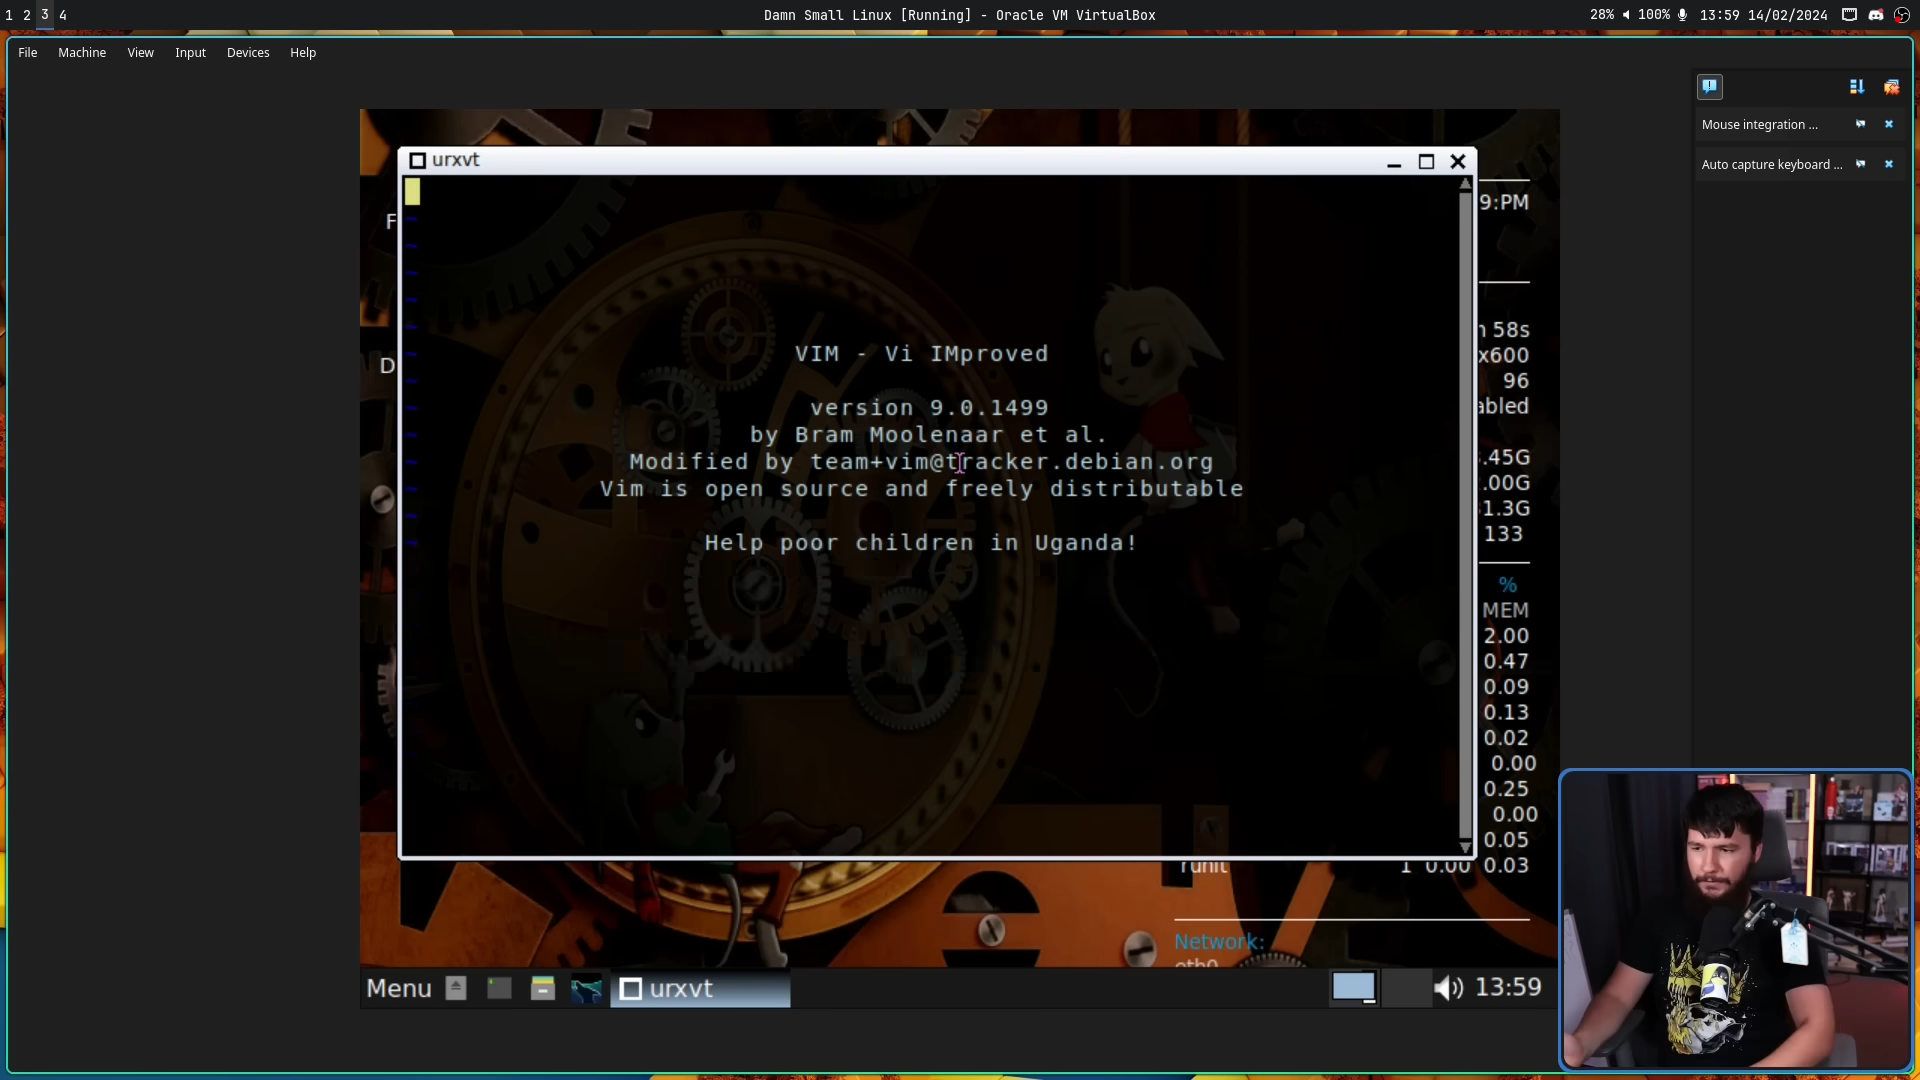 1 2 3 4
Damn Small Linux [Running] - Oracle VM VirtualBox
28% 100% 13:59 14/02/2024
File Machine View Input Devices Help
Mouse integration ...
Auto capture keyboard ...
urxvt
9:PM
F
58s
x600
D
96
abled
VIM - Vi IMproved
version 9.0.1499
by Bram Moolenaar et al.
Modified by team+vim@tracker.debian.org
Vim is open source and freely distributable
Help poor children in Uganda!
.45G
.00G
1.3G
133
%
MEM
2.00
0.47
0.09
0.13
0.02
0.00
0.25
0.00
0.05
runit 1 0.00 0.03
Network:
eth0
Menu urxvt 13:59